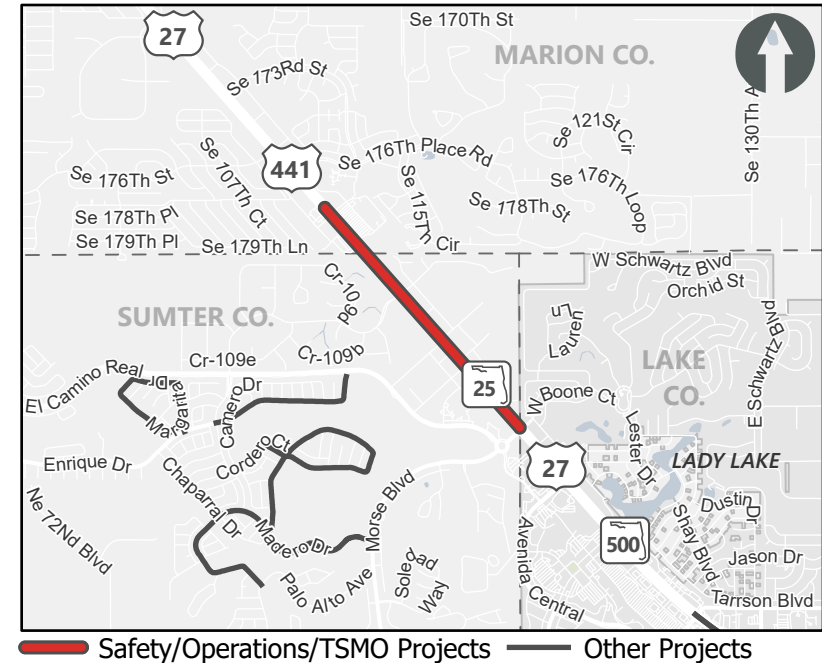 Se 170Th St
27
MARION CO.
Se 173Rd St
Se 121St Cir
Se 130Th A
441
Se 176Th Place Rd
Se 107Th Ct
Se 176Th St
Se 115Th Cir
Se 176Th Loop
Se 178Th St
Se 178Th Pl
Se 179Th Pl
Se 179Th Ln
W Schwartz Blvd
Orchid St
Cr-10
9d
SUMTER CO.
Lauren
Ln
E Schwartz Blvd
Cr-109e
Cr-109b
LAKE
CO.
25
El Camino Real
Dr
Margarita
Camero Dr
W Boone Ct
Lester Dr
Cordero Ct
Enrique Dr
27
LADY LAKE
Chaparral Dr
Ne 72Nd Blvd
Morse Blvd
Dustin Dr
Madero Dr
500
Shay Blvd
Avenida
Central
Jason Dr
Soledad
Way
Palo Alto Ave
Tarrson Blvd
Safety/Operations/TSMO Projects
Other Projects